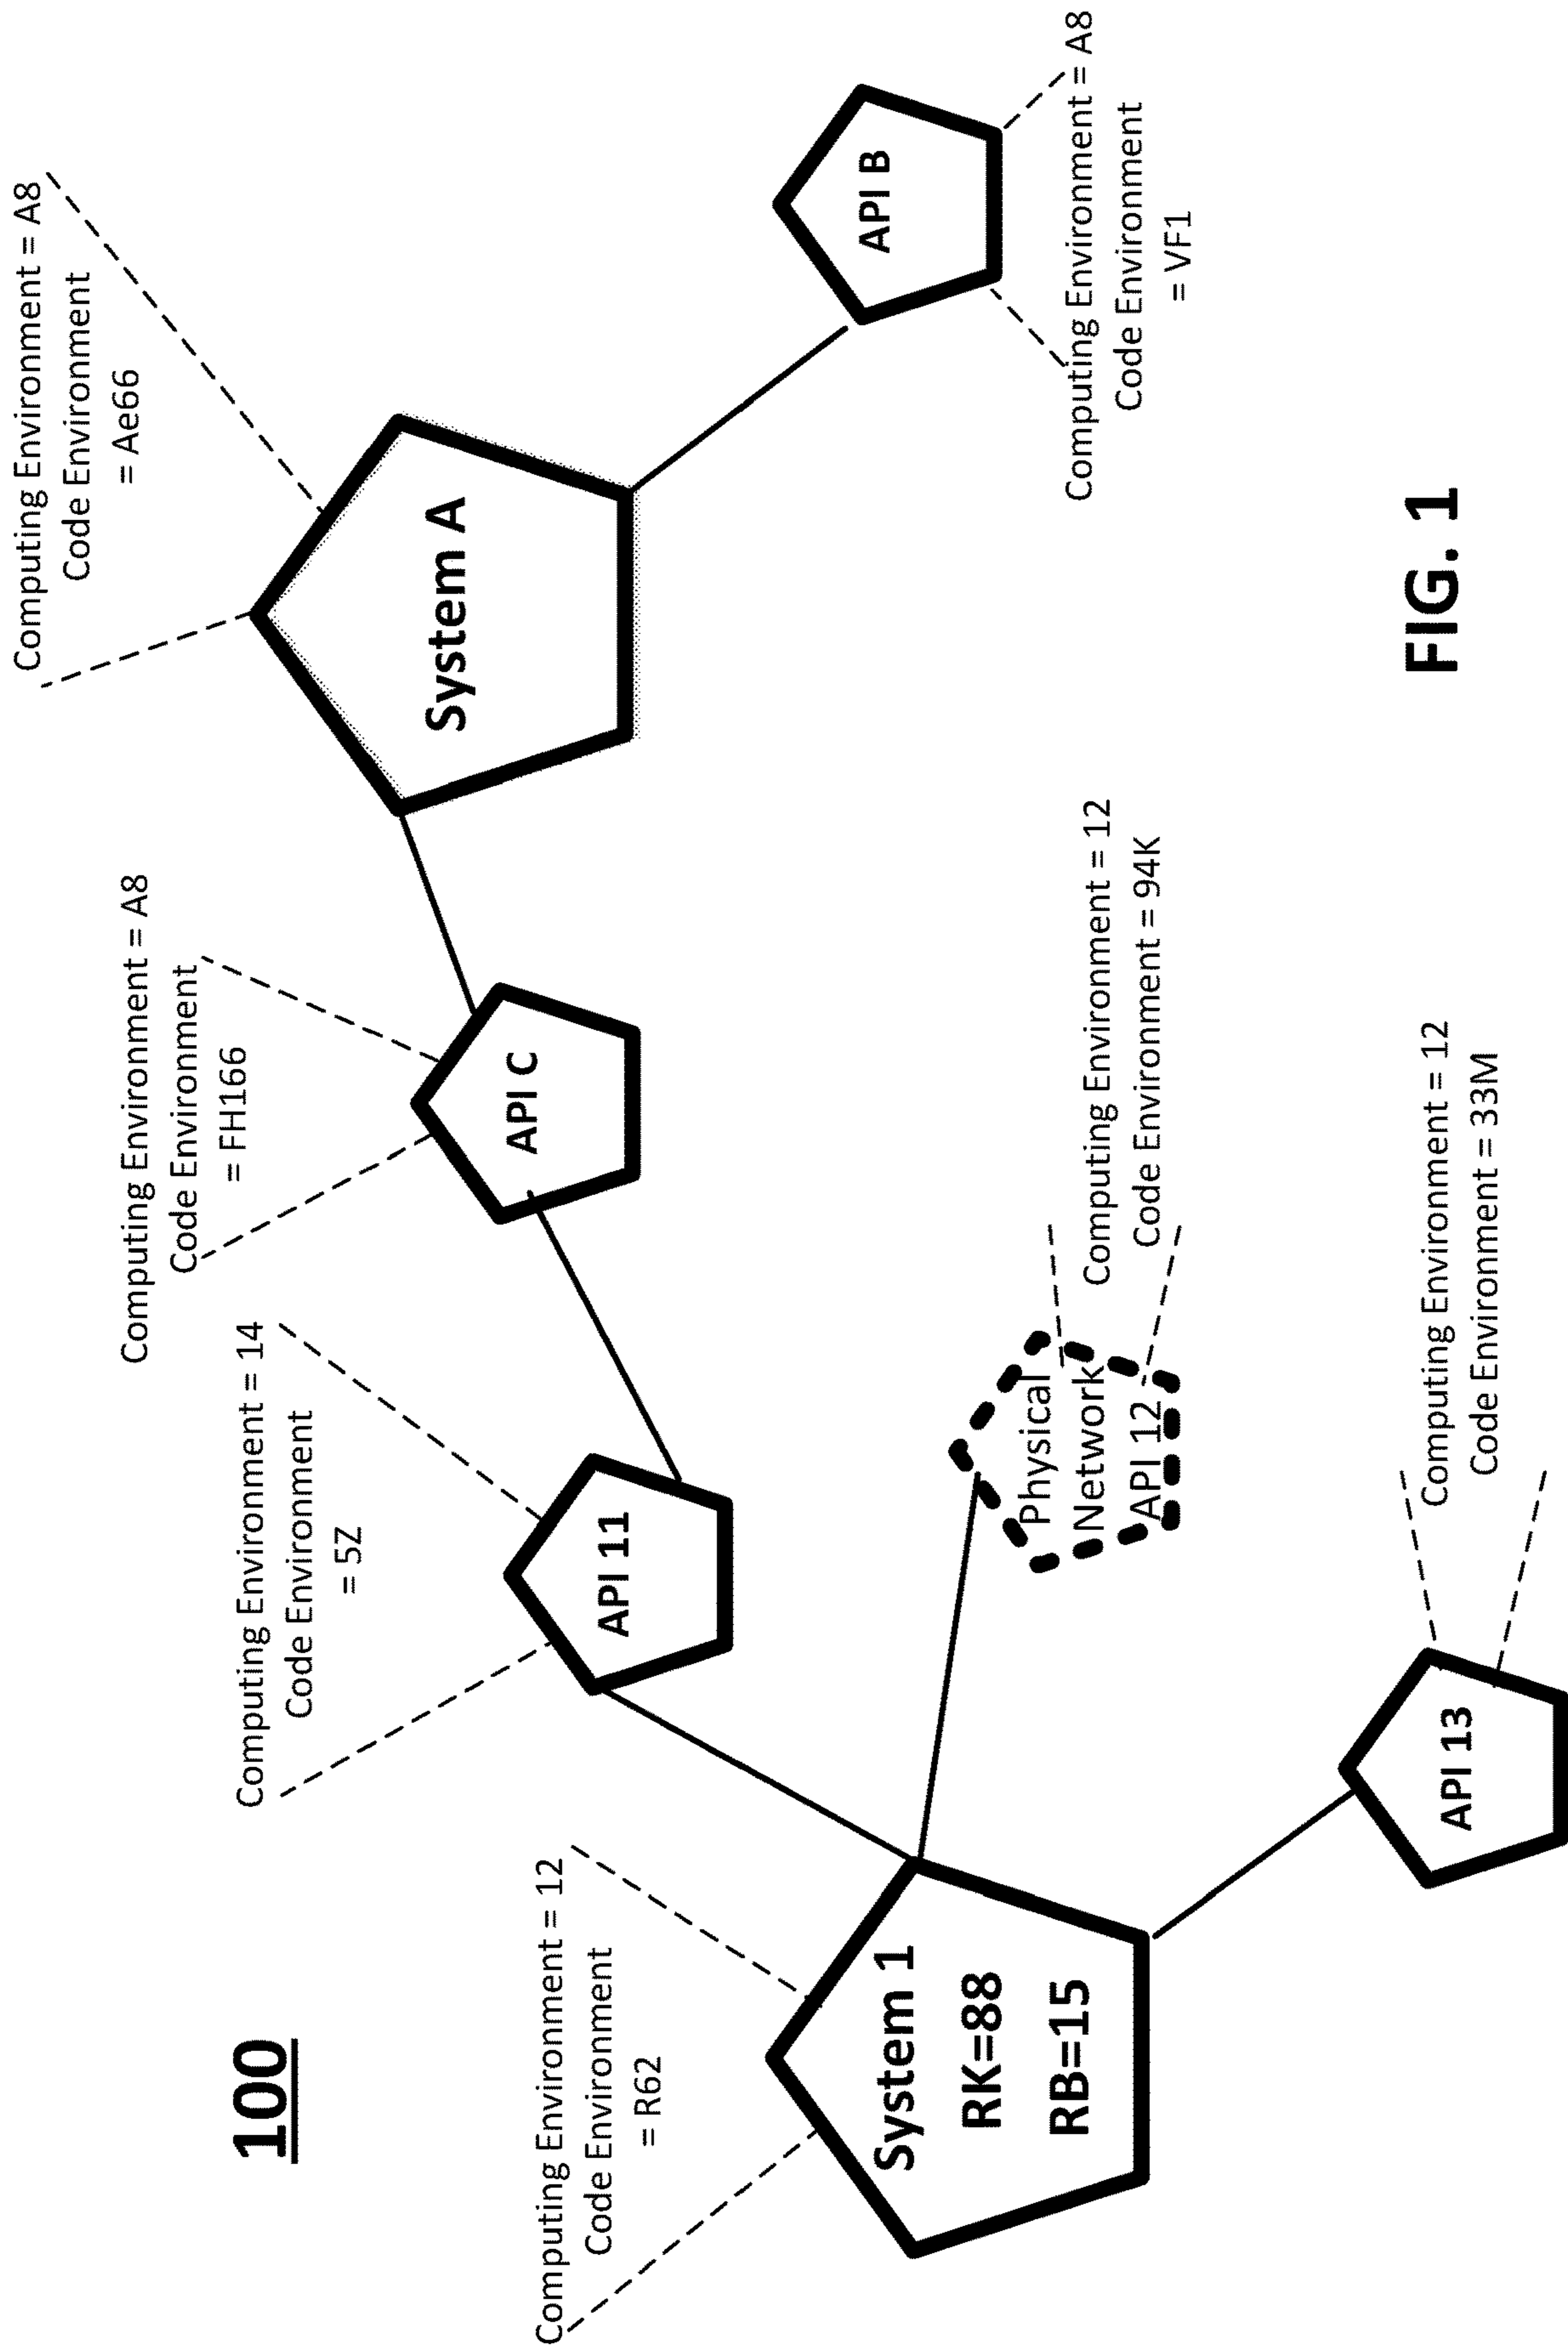 100
Computing Environment = 12
Code Environment
= R62
System 1
RK=88
RB=15
Computing Environment = 14
Code Environment
= 5Z
API 11
Computing Environment = A8
Code Environment
= FH166
API C
Computing Environment = A8
Code Environment
= Ae66
System A
Computing Environment = A8
Code Environment
= VF1
API B
Physical
Network
API 12
Computing Environment = 12
Code Environment = 94K
API 13
Computing Environment = 12
Code Environment = 33M
FIG. 1